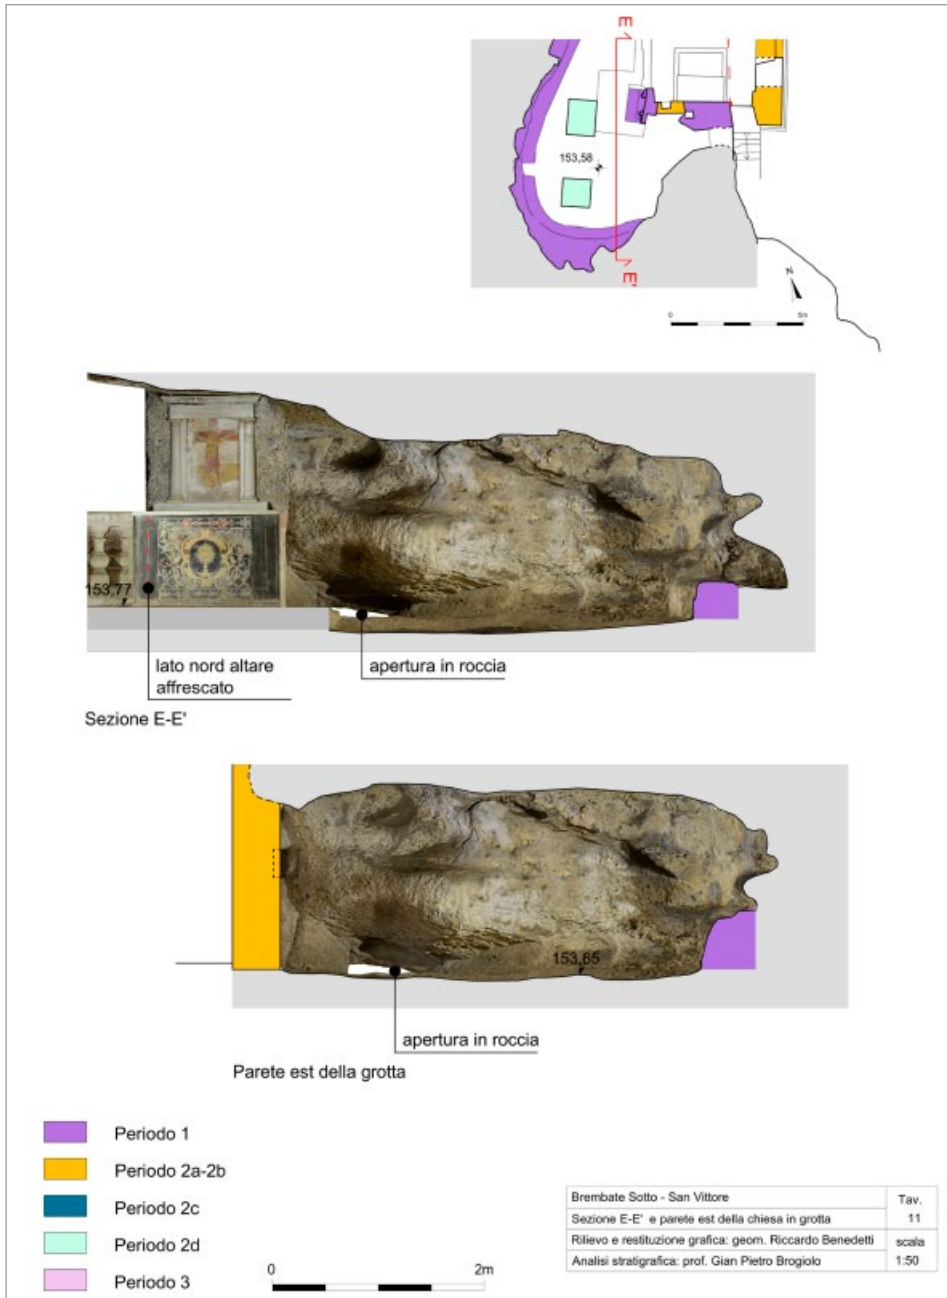 E
153,58
E'
N
0 5m
153,77
lato nord altare
affrescato
apertura in roccia
Sezione E-E'
153,65
apertura in roccia
Parete est della grotta
Periodo 1
Periodo 2a-2b
Periodo 2c
Periodo 2d
Periodo 3
0 2m
Brembate Sotto - San Vittore
Tav.
Sezione E-E' e parete est della chiesa in grotta
11
Rilievo e restituzione grafica: geom. Riccardo Benedetti
scala
Analisi stratigrafica: prof. Gian Pietro Brogiolo
1:50